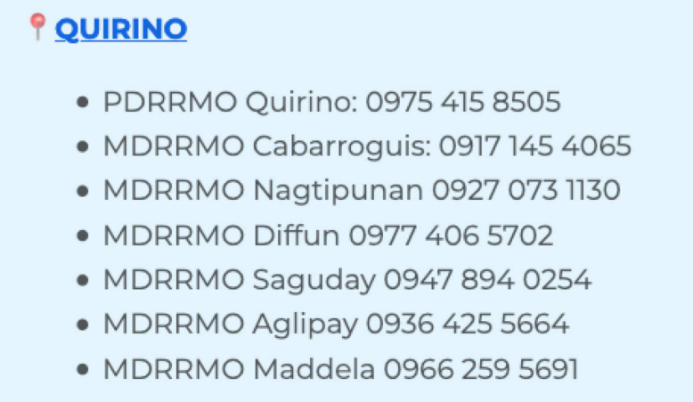 QUIRINO
PDRRMO Quirino: 0975 415 8505
MDRRMO Cabarroguis: 0917 145 4065
MDRRMO Nagtipunan 0927 073 1130
MDRRMO Diffun 0977 406 5702
MDRRMO Saguday 0947 894 0254
MDRRMO Aglipay 0936 425 5664
MDRRMO Maddela 0966 259 5691